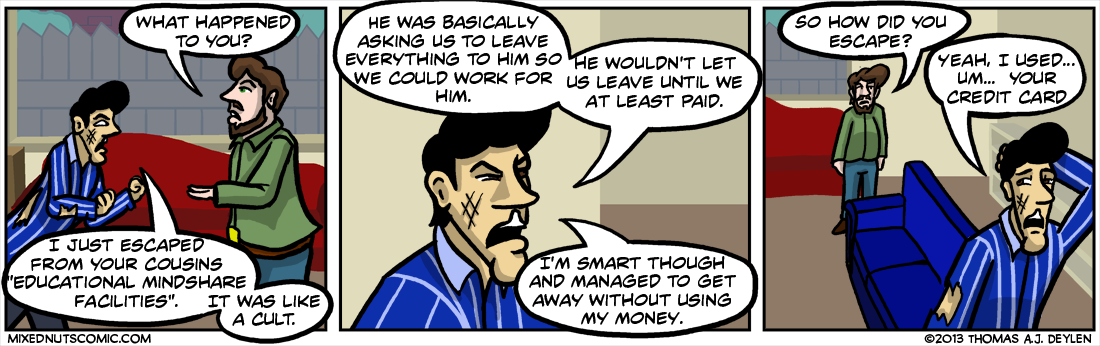 WHAT HAPPENED
TO YOU?
I JUST ESCAPED
FROM YOUR COUSINS
"EDUCATIONAL MINDSHARE
FACILITIES".
IT WAS LIKE
A CULT.
HE WAS BASICALLY
ASKING US TO LEAVE
EVERYTHING TO HIM SO
WE COULD WORK FOR
HIM.
HE WOULDN'T LET
US LEAVE UNTIL WE
AT LEAST PAID.
I'M SMART THOUGH
AND MANAGED TO GET
AWAY WITHOUT USING
MY MONEY.
SO HOW DID YOU
ESCAPE?
YEAH, I USED...
UM... YOUR
CREDIT CARD
MIXEDNUTSCOMIC.COM
©2013 THOMAS A.J. DEYLEN